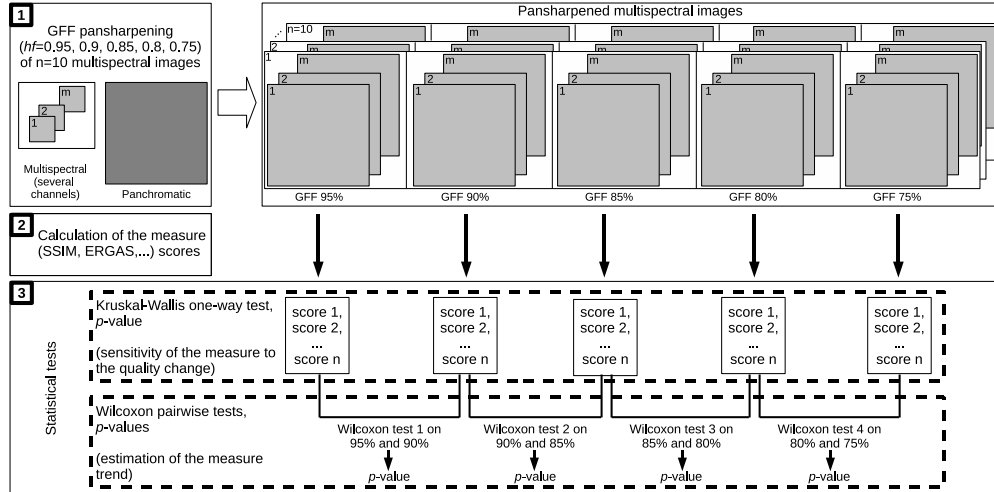 1
GFF pansharpening
(hf=0.95, 0.9, 0.85, 0.8, 0.75)
of n=10 multispectral images
m
2
1
Multispectral
(several
channels)
Panchromatic
Pansharpened multispectral images
... n=10
m
m
m
m
m
2
m
m
m
m
m
1
m
2
1
m
2
1
m
2
1
m
2
1
m
2
1
GFF 95%
GFF 90%
GFF 85%
GFF 80%
GFF 75%
2
Calculation of the measure
(SSIM, ERGAS,...) scores
3
Statistical tests
Kruskal-Wallis one-way test,
p-value
(sensitivity of the measure to
the quality change)
score 1,
score 2,
...
score n
score 1,
score 2,
...
score n
score 1,
score 2,
...
score n
score 1,
score 2,
...
score n
score 1,
score 2,
...
score n
Wilcoxon pairwise tests,
p-values
(estimation of the measure
trend)
Wilcoxon test 1 on
95% and 90%
p-value
Wilcoxon test 2 on
90% and 85%
p-value
Wilcoxon test 3 on
85% and 80%
p-value
Wilcoxon test 4 on
80% and 75%
p-value